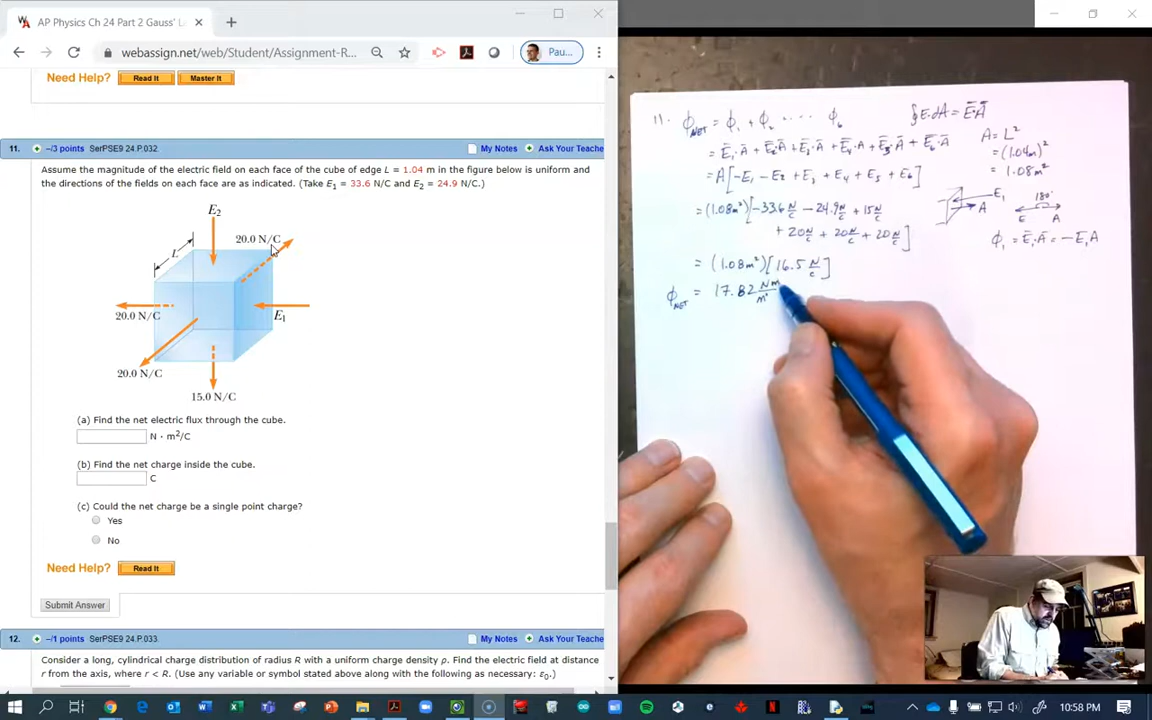 AP Physics Ch 24 Part 2 Gauss' L
webassign.net/web/Student/Assignment-R...
Pau...
Need Help? Read It Master It
11. –/3 points SerPSE9 24.P.032. My Notes Ask Your Teache
Assume the magnitude of the electric field on each face of the cube of edge L = 1.04 m in the figure below is uniform and
the directions of the fields on each face are as indicated. (Take E1 = 33.6 N/C and E2 = 24.9 N/C.)
E2
20.0 N/C
L
20.0 N/C
E1
20.0 N/C
15.0 N/C
(a) Find the net electric flux through the cube.
N · m²/C
(b) Find the net charge inside the cube.
C
(c) Could the net charge be a single point charge?
Yes
No
Need Help? Read It
Submit Answer
12. –/1 points SerPSE9 24.P.033. My Notes Ask Your Teache
Consider a long, cylindrical charge distribution of radius R with a uniform charge density ρ. Find the electric field at distance
r from the axis, where r < R. (Use any variable or symbol stated above along with the following as necessary: ε0.)
11. ϕNET = ϕ1 + ϕ2 ..... ϕ6 ∮E·dA = E̅·A̅
= E̅1·A̅ + E̅2·A̅ + E̅3·A̅ + E̅4·A̅ + E̅5·A̅ + E̅6·A̅
= A[-E1 - E2 + E3 + E4 + E5 + E6]
= (1.08m²)[-33.6 N/C - 24.9 N/C + 15 N/C
+ 20 N/C + 20 N/C + 20 N/C]
= (1.08m²)[16.5 N/C]
ϕNET = 17.82
A = L²
= (1.04m)²
= 1.08m²
E1
A
180°
E A
ϕ1 = E̅1·A̅ = -E1A
10:58 PM